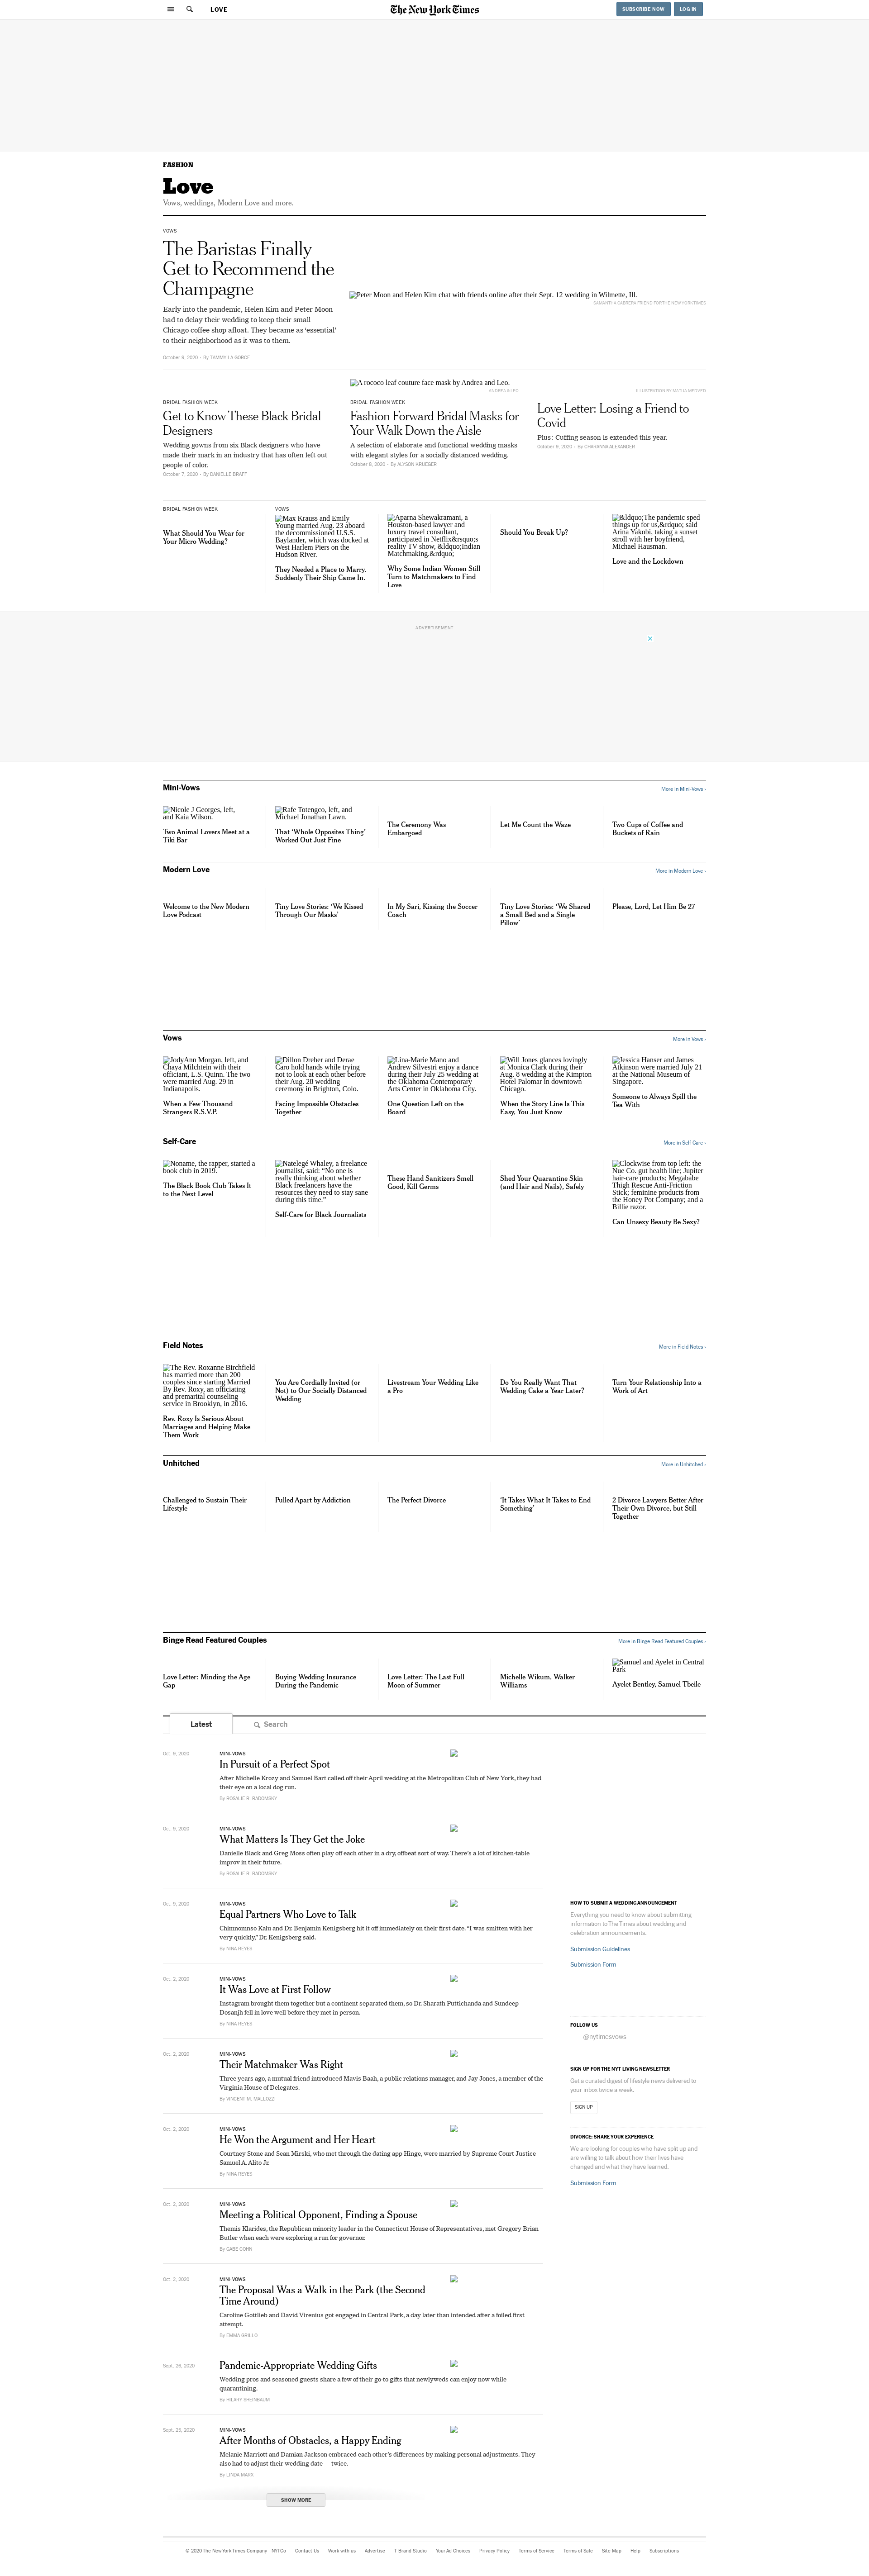 LOVE
The New York Times
SUBSCRIBE NOW
LOG IN
FASHION
Love
Vows, weddings, Modern Love and more.
VOWS
The Baristas Finally
Get to Recommend the
Champagne
Early into the pandemic, Helen Kim and Peter Moon
had to delay their wedding to keep their small
Chicago coffee shop afloat. They became as ‘essential’
to their neighborhood as it was to them.
October 9, 2020 - By TAMMY LA GORCE
Peter Moon and Helen Kim chat with friends online after their Sept. 12 wedding in Wilmette, Ill.
SAMANTHA CABRERA FRIEND FOR THE NEW YORK TIMES
BRIDAL FASHION WEEK
Get to Know These Black Bridal
Designers
Wedding gowns from six Black designers who have
made their mark in an industry that has often left out
people of color.
October 7, 2020 - By DANIELLE BRAFF
A rococo leaf couture face mask by Andrea and Leo.
ANDREA & LEO
BRIDAL FASHION WEEK
Fashion Forward Bridal Masks for
Your Walk Down the Aisle
A selection of elaborate and functional wedding masks
with elegant styles for a socially distanced wedding.
October 8, 2020 - By ALYSON KRUEGER
ILLUSTRATION BY NATYA MEDVED
Love Letter: Losing a Friend to
Covid
Plus: Cuffing season is extended this year.
October 9, 2020 - By CHARANNA ALEXANDER
BRIDAL FASHION WEEK
What Should You Wear for
Your Micro Wedding?
VOWS
Max Krauss and Emily
Young married Aug. 23 aboard
the decommissioned U.S.S.
Baylander, which was docked at
West Harlem Piers on the
Hudson River.
They Needed a Place to Marry.
Suddenly Their Ship Came In.
Aparna Shewakramani, a
Houston-based lawyer and
luxury travel consultant,
participated in Netflix&rsquo;s
reality TV show, &ldquo;Indian
Matchmaking.&rdquo;
Why Some Indian Women Still
Turn to Matchmakers to Find
Love
Should You Break Up?
&ldquo;The pandemic sped
things up for us,&rdquo; said
Arina Yakobi, taking a sunset
stroll with her boyfriend,
Michael Hausman.
Love and the Lockdown
ADVERTISEMENT
Mini-Vows
More in Mini-Vows ›
Nicole J Georges, left,
and Kaia Wilson.
Two Animal Lovers Meet at a
Tiki Bar
Rafe Totengco, left, and
Michael Jonathan Lawn.
That ‘Whole Opposites Thing’
Worked Out Just Fine
The Ceremony Was
Embargoed
Let Me Count the Waze
Two Cups of Coffee and
Buckets of Rain
Modern Love
More in Modern Love ›
Welcome to the New Modern
Love Podcast
Tiny Love Stories: ‘We Kissed
Through Our Masks’
In My Sari, Kissing the Soccer
Coach
Tiny Love Stories: ‘We Shared
a Small Bed and a Single
Pillow’
Please, Lord, Let Him Be 27
Vows
More in Vows ›
JodyAnn Morgan, left, and
Chaya Milchtein with their
officiant, L.S. Quinn. The two
were married Aug. 29 in
Indianapolis.
When a Few Thousand
Strangers R.S.V.P.
Dillon Dreher and Derae
Caro hold hands while trying
not to look at each other before
their Aug. 28 wedding
ceremony in Brighton, Colo.
Facing Impossible Obstacles
Together
Lina-Marie Mano and
Andrew Silvestri enjoy a dance
during their July 25 wedding at
the Oklahoma Contemporary
Arts Center in Oklahoma City.
One Question Left on the
Board
Will Jones glances lovingly
at Monica Clark during their
Aug. 8 wedding at the Kimpton
Hotel Palomar in downtown
Chicago.
When the Story Line Is This
Easy, You Just Know
Jessica Hanser and James
Atkinson were married July 21
at the National Museum of
Singapore.
Someone to Always Spill the
Tea With
Self-Care
More in Self-Care ›
Noname, the rapper, started a
book club in 2019.
The Black Book Club Takes It
to the Next Level
Natelegé Whaley, a freelance
journalist, said: “No one is
really thinking about whether
Black freelancers have the
resources they need to stay sane
during this time.”
Self-Care for Black Journalists
These Hand Sanitizers Smell
Good, Kill Germs
Shed Your Quarantine Skin
(and Hair and Nails), Safely
Clockwise from top left: the
Nue Co. gut health line; Jupiter
hair-care products; Megababe
Thigh Rescue Anti-Friction
Stick; feminine products from
the Honey Pot Company; and a
Billie razor.
Can Unsexy Beauty Be Sexy?
Field Notes
More in Field Notes ›
The Rev. Roxanne Birchfield
has married more than 200
couples since starting Married
By Rev. Roxy, an officiating
and premarital counseling
service in Brooklyn, in 2016.
Rev. Roxy Is Serious About
Marriages and Helping Make
Them Work
You Are Cordially Invited (or
Not) to Our Socially Distanced
Wedding
Livestream Your Wedding Like
a Pro
Do You Really Want That
Wedding Cake a Year Later?
Turn Your Relationship Into a
Work of Art
Unhitched
More in Unhitched ›
Challenged to Sustain Their
Lifestyle
Pulled Apart by Addiction
The Perfect Divorce
‘It Takes What It Takes to End
Something’
2 Divorce Lawyers Better After
Their Own Divorce, but Still
Together
Binge Read Featured Couples
More in Binge Read Featured Couples ›
Love Letter: Minding the Age
Gap
Buying Wedding Insurance
During the Pandemic
Love Letter: The Last Full
Moon of Summer
Michelle Wikum, Walker
Williams
Samuel and Ayelet in Central
Park
Ayelet Bentley, Samuel Tbeile
Latest
Search
Oct. 9, 2020
MINI-VOWS
In Pursuit of a Perfect Spot
After Michelle Krozy and Samuel Bart called off their April wedding at the Metropolitan Club of New York, they had
their eye on a local dog run.
By ROSALIE R. RADOMSKY
Oct. 9, 2020
MINI-VOWS
What Matters Is They Get the Joke
Danielle Black and Greg Moss often play off each other in a dry, offbeat sort of way. There’s a lot of kitchen-table
improv in their future.
By ROSALIE R. RADOMSKY
Oct. 9, 2020
MINI-VOWS
Equal Partners Who Love to Talk
Chimnonnso Kalu and Dr. Benjamin Kenigsberg hit it off immediately on their first date. “I was smitten with her
very quickly,” Dr. Kenigsberg said.
By NINA REYES
Oct. 2, 2020
MINI-VOWS
It Was Love at First Follow
Instagram brought them together but a continent separated them, so Dr. Sharath Puttichanda and Sundeep
Dosanjh fell in love well before they met in person.
By NINA REYES
Oct. 2, 2020
MINI-VOWS
Their Matchmaker Was Right
Three years ago, a mutual friend introduced Mavis Baah, a public relations manager, and Jay Jones, a member of the
Virginia House of Delegates.
By VINCENT M. MALLOZZI
Oct. 2, 2020
MINI-VOWS
He Won the Argument and Her Heart
Courtney Stone and Sean Mirski, who met through the dating app Hinge, were married by Supreme Court Justice
Samuel A. Alito Jr.
By NINA REYES
Oct. 2, 2020
MINI-VOWS
Meeting a Political Opponent, Finding a Spouse
Themis Klarides, the Republican minority leader in the Connecticut House of Representatives, met Gregory Brian
Butler when each were exploring a run for governor.
By GABE COHN
Oct. 2, 2020
MINI-VOWS
The Proposal Was a Walk in the Park (the Second
Time Around)
Caroline Gottlieb and David Virenius got engaged in Central Park, a day later than intended after a foiled first
attempt.
By EMMA GRILLO
Sept. 26, 2020
Pandemic-Appropriate Wedding Gifts
Wedding pros and seasoned guests share a few of their go-to gifts that newlyweds can enjoy now while
quarantining.
By HILARY SHEINBAUM
Sept. 25, 2020
MINI-VOWS
After Months of Obstacles, a Happy Ending
Melanie Marriott and Damian Jackson embraced each other’s differences by making personal adjustments. They
also had to adjust their wedding date — twice.
By LINDA MARX
SHOW MORE
HOW TO SUBMIT A WEDDING ANNOUNCEMENT
Everything you need to know about submitting
information to The Times about wedding and
celebration announcements.
Submission Guidelines
Submission Form
FOLLOW US
@nytimesvows
SIGN UP FOR THE NYT LIVING NEWSLETTER
Get a curated digest of lifestyle news delivered to
your inbox twice a week.
SIGN UP
DIVORCE: SHARE YOUR EXPERIENCE
We are looking for couples who have split up and
are willing to talk about how their lives have
changed and what they have learned.
Submission Form
© 2020 The New York Times Company NYTCo Contact Us Work with us Advertise T Brand Studio Your Ad Choices Privacy Policy Terms of Service Terms of Sale Site Map Help Subscriptions